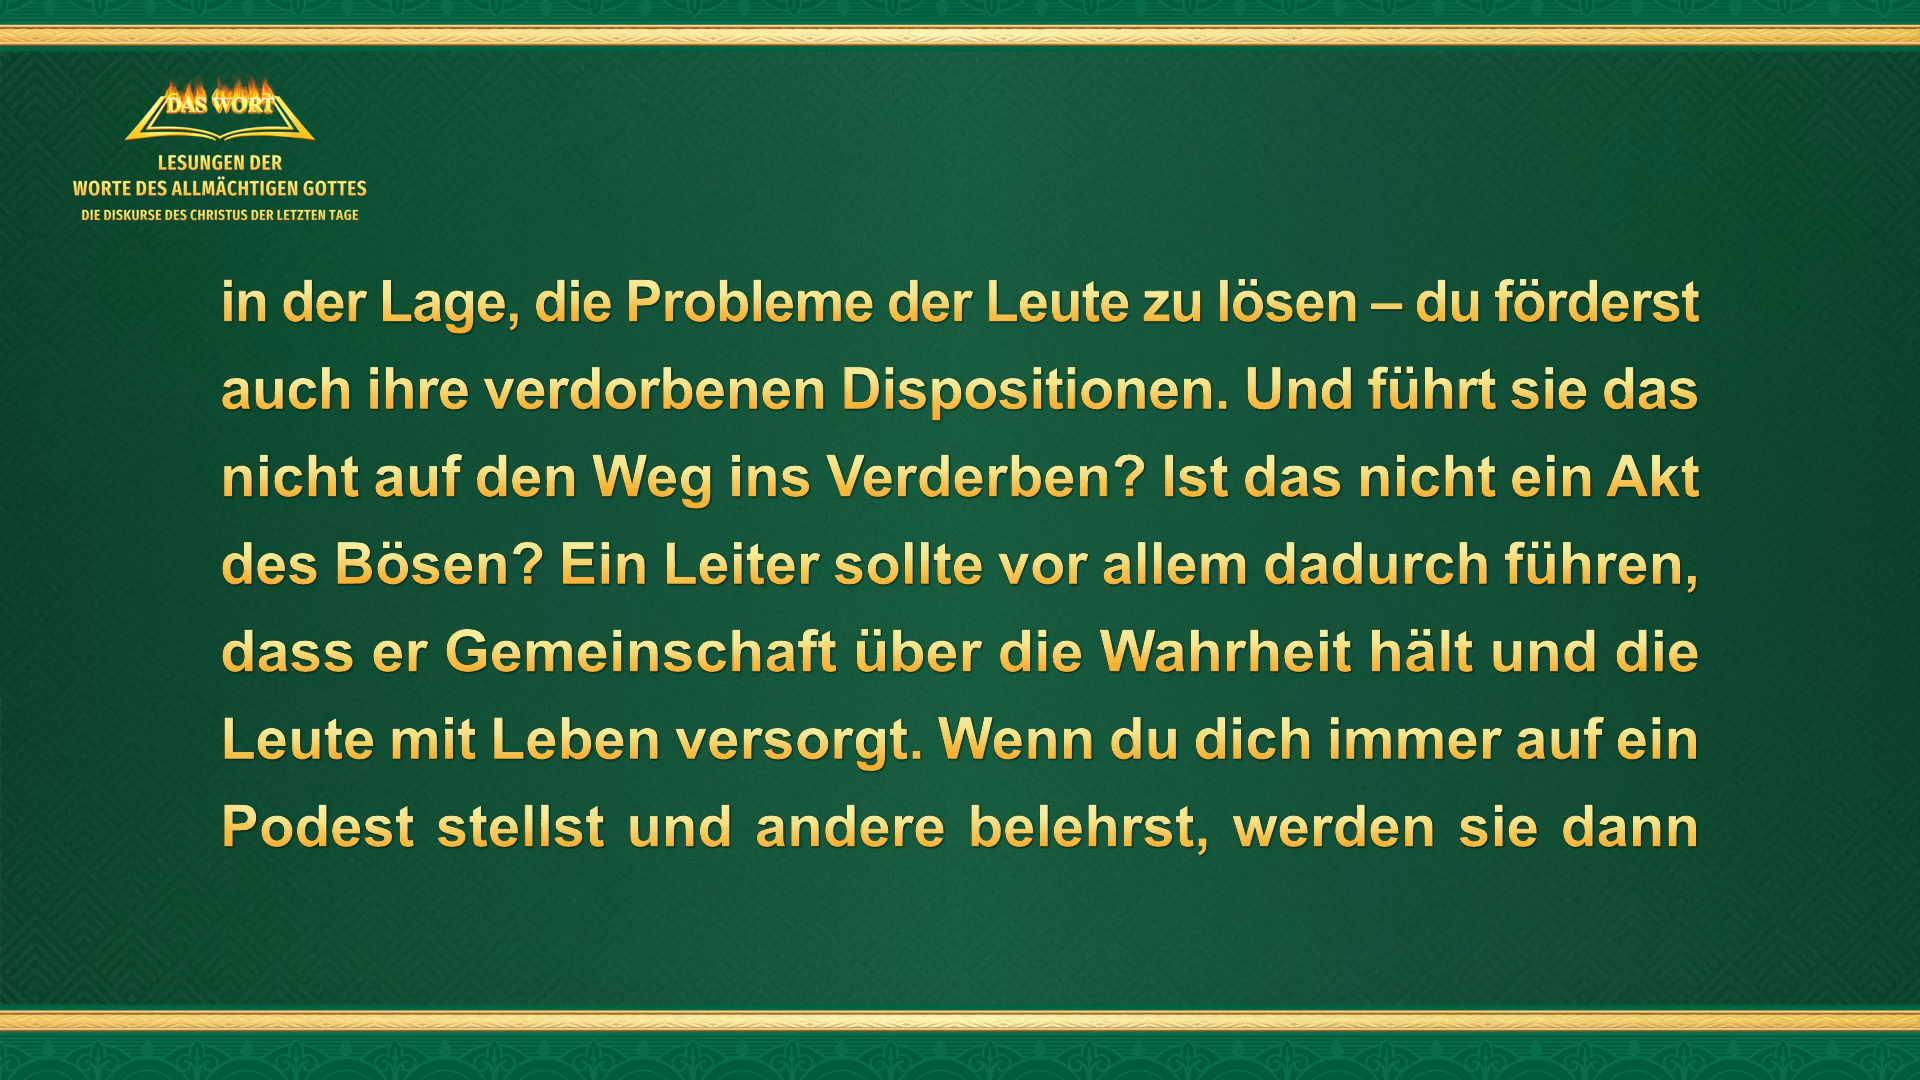 DAS WORT
LESUNGEN DER
WORTE DES ALLMÄCHTIGEN GOTTES
DIE DISKURSE DES CHRISTUS DER LETZTEN TAGE
in der Lage, die Probleme der Leute zu lösen – du förderst
auch ihre verdorbenen Dispositionen. Und führt sie das
nicht auf den Weg ins Verderben? Ist das nicht ein Akt
des Bösen? Ein Leiter sollte vor allem dadurch führen,
dass er Gemeinschaft über die Wahrheit hält und die
Leute mit Leben versorgt. Wenn du dich immer auf ein
Podest stellst und andere belehrst, werden sie dann